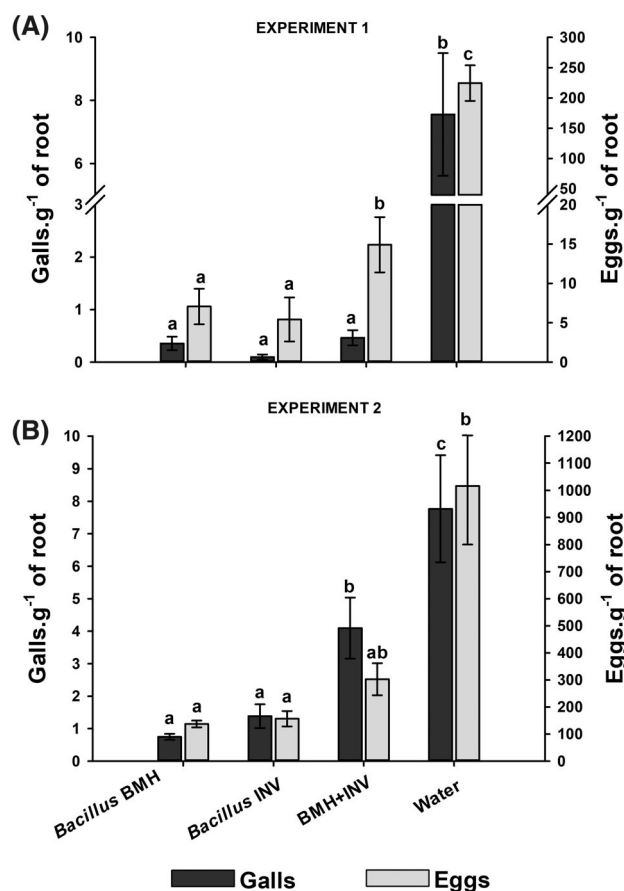 (A)
EXPERIMENT 1
10
8
6
3
2
1
0
Galls.g⁻¹ of root
300
250
200
150
100
50
20
15
10
5
0
Eggs.g⁻¹ of root
a a a a a b b c
(B)
EXPERIMENT 2
10
9
8
7
6
5
4
3
2
1
0
Galls.g⁻¹ of root
1200
1100
1000
900
800
700
600
500
400
300
200
100
0
Eggs.g⁻¹ of root
a a a a b ab c b
Bacillus BMH
Bacillus INV
BMH+INV
Water
Galls Eggs